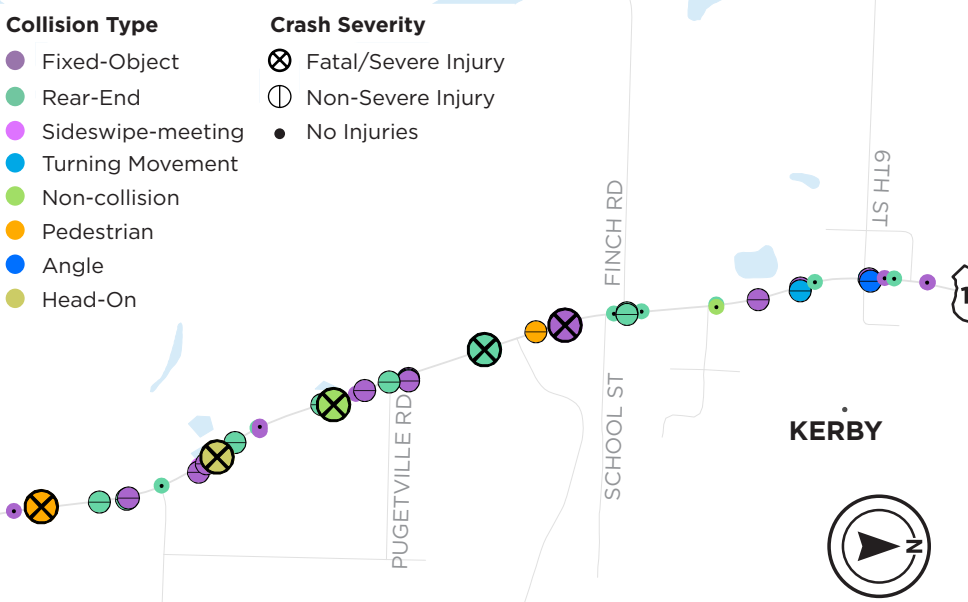 Collision Type
Fixed-Object
Rear-End
Sideswipe-meeting
Turning Movement
Non-collision
Pedestrian
Angle
Head-On
Crash Severity
Fatal/Severe Injury
Non-Severe Injury
No Injuries
FINCH RD
6TH ST
PUGETVILLE RD
SCHOOL ST
KERBY
1
N